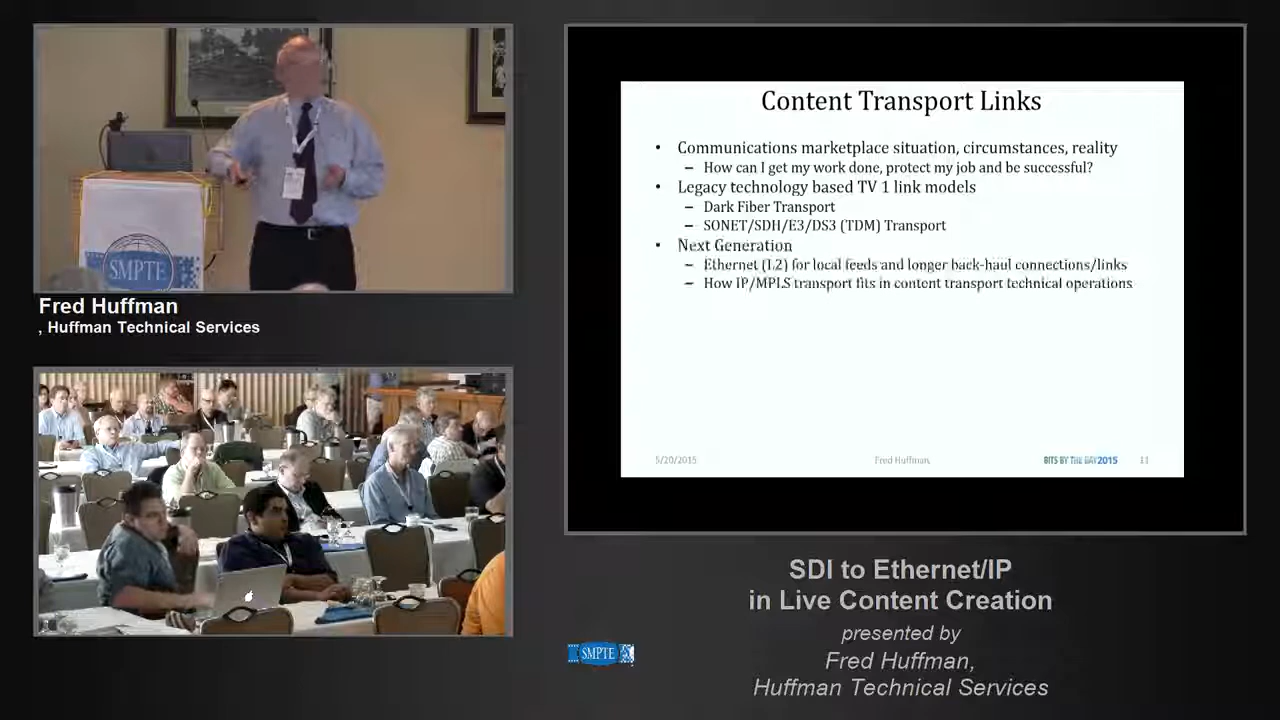 SMPTE
Fred Huffman
, Huffman Technical Services
Content Transport Links
• Communications marketplace situation, circumstances, reality
– How can I get my work done, protect my job and be successful?
• Legacy technology based TV 1 link models
– Dark Fiber Transport
– SONET/SDH/E3/DS3 (TDM) Transport
• Next Generation
– Ethernet (L2) for local feeds and longer back-haul connections/links
– How IP/MPLS transport fits in content transport technical operations
5/20/2015 Fred Huffman, BITS BY THE BAY2015 11
SDI to Ethernet/IP
in Live Content Creation
presented by
Fred Huffman,
Huffman Technical Services
SMPTE